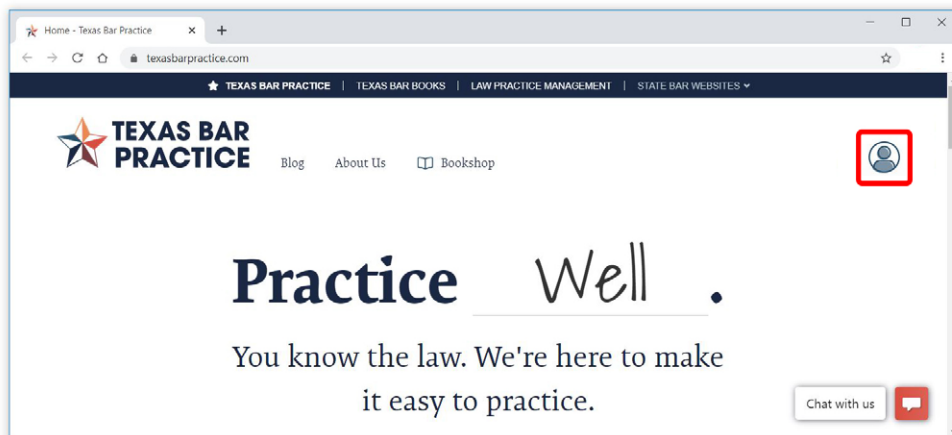 Home - Texas Bar Practice
texasbarpractice.com
TEXAS BAR PRACTICE | TEXAS BAR BOOKS | LAW PRACTICE MANAGEMENT | STATE BAR WEBSITES
TEXAS BAR
PRACTICE
Blog About Us Bookshop
Practice Well .
You know the law. We're here to make
it easy to practice.
Chat with us